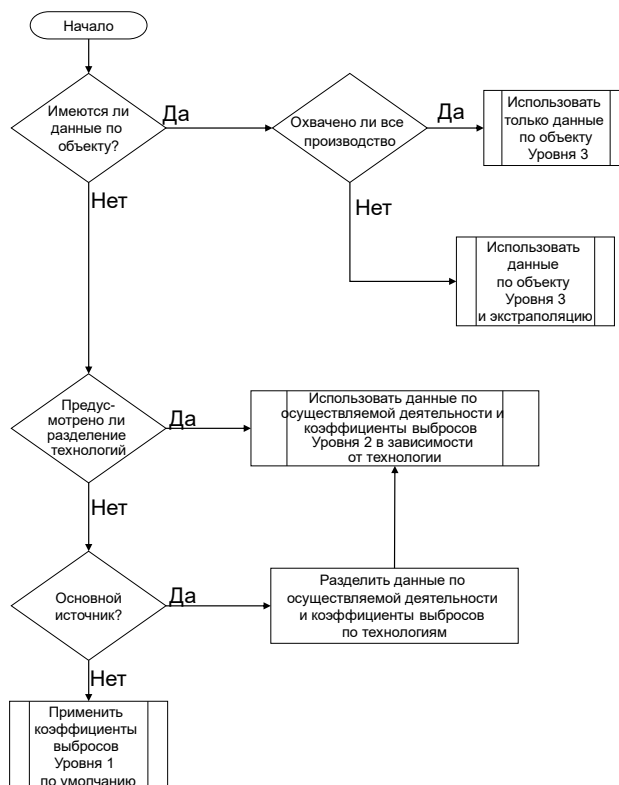 Начало
Имеются ли
данные по
объекту?
Да
Охвачено ли все
производство
Да
Использовать
только данные
по объекту
Уровня 3
Нет
Нет
Использовать
данные
по объекту
Уровня 3
и экстраполяцию
Предус-
мотрено ли
разделение
технологий
Да
Использовать данные по
осуществляемой деятельности и
коэффициенты выбросов
Уровня 2 в зависимости
от технологии
Нет
Основной
источник?
Да
Разделить данные по
осуществляемой деятельности
и коэффициенты выбросов
по технологиям
Нет
Применить
коэффициенты
выбросов
Уровня 1
по умолчанию